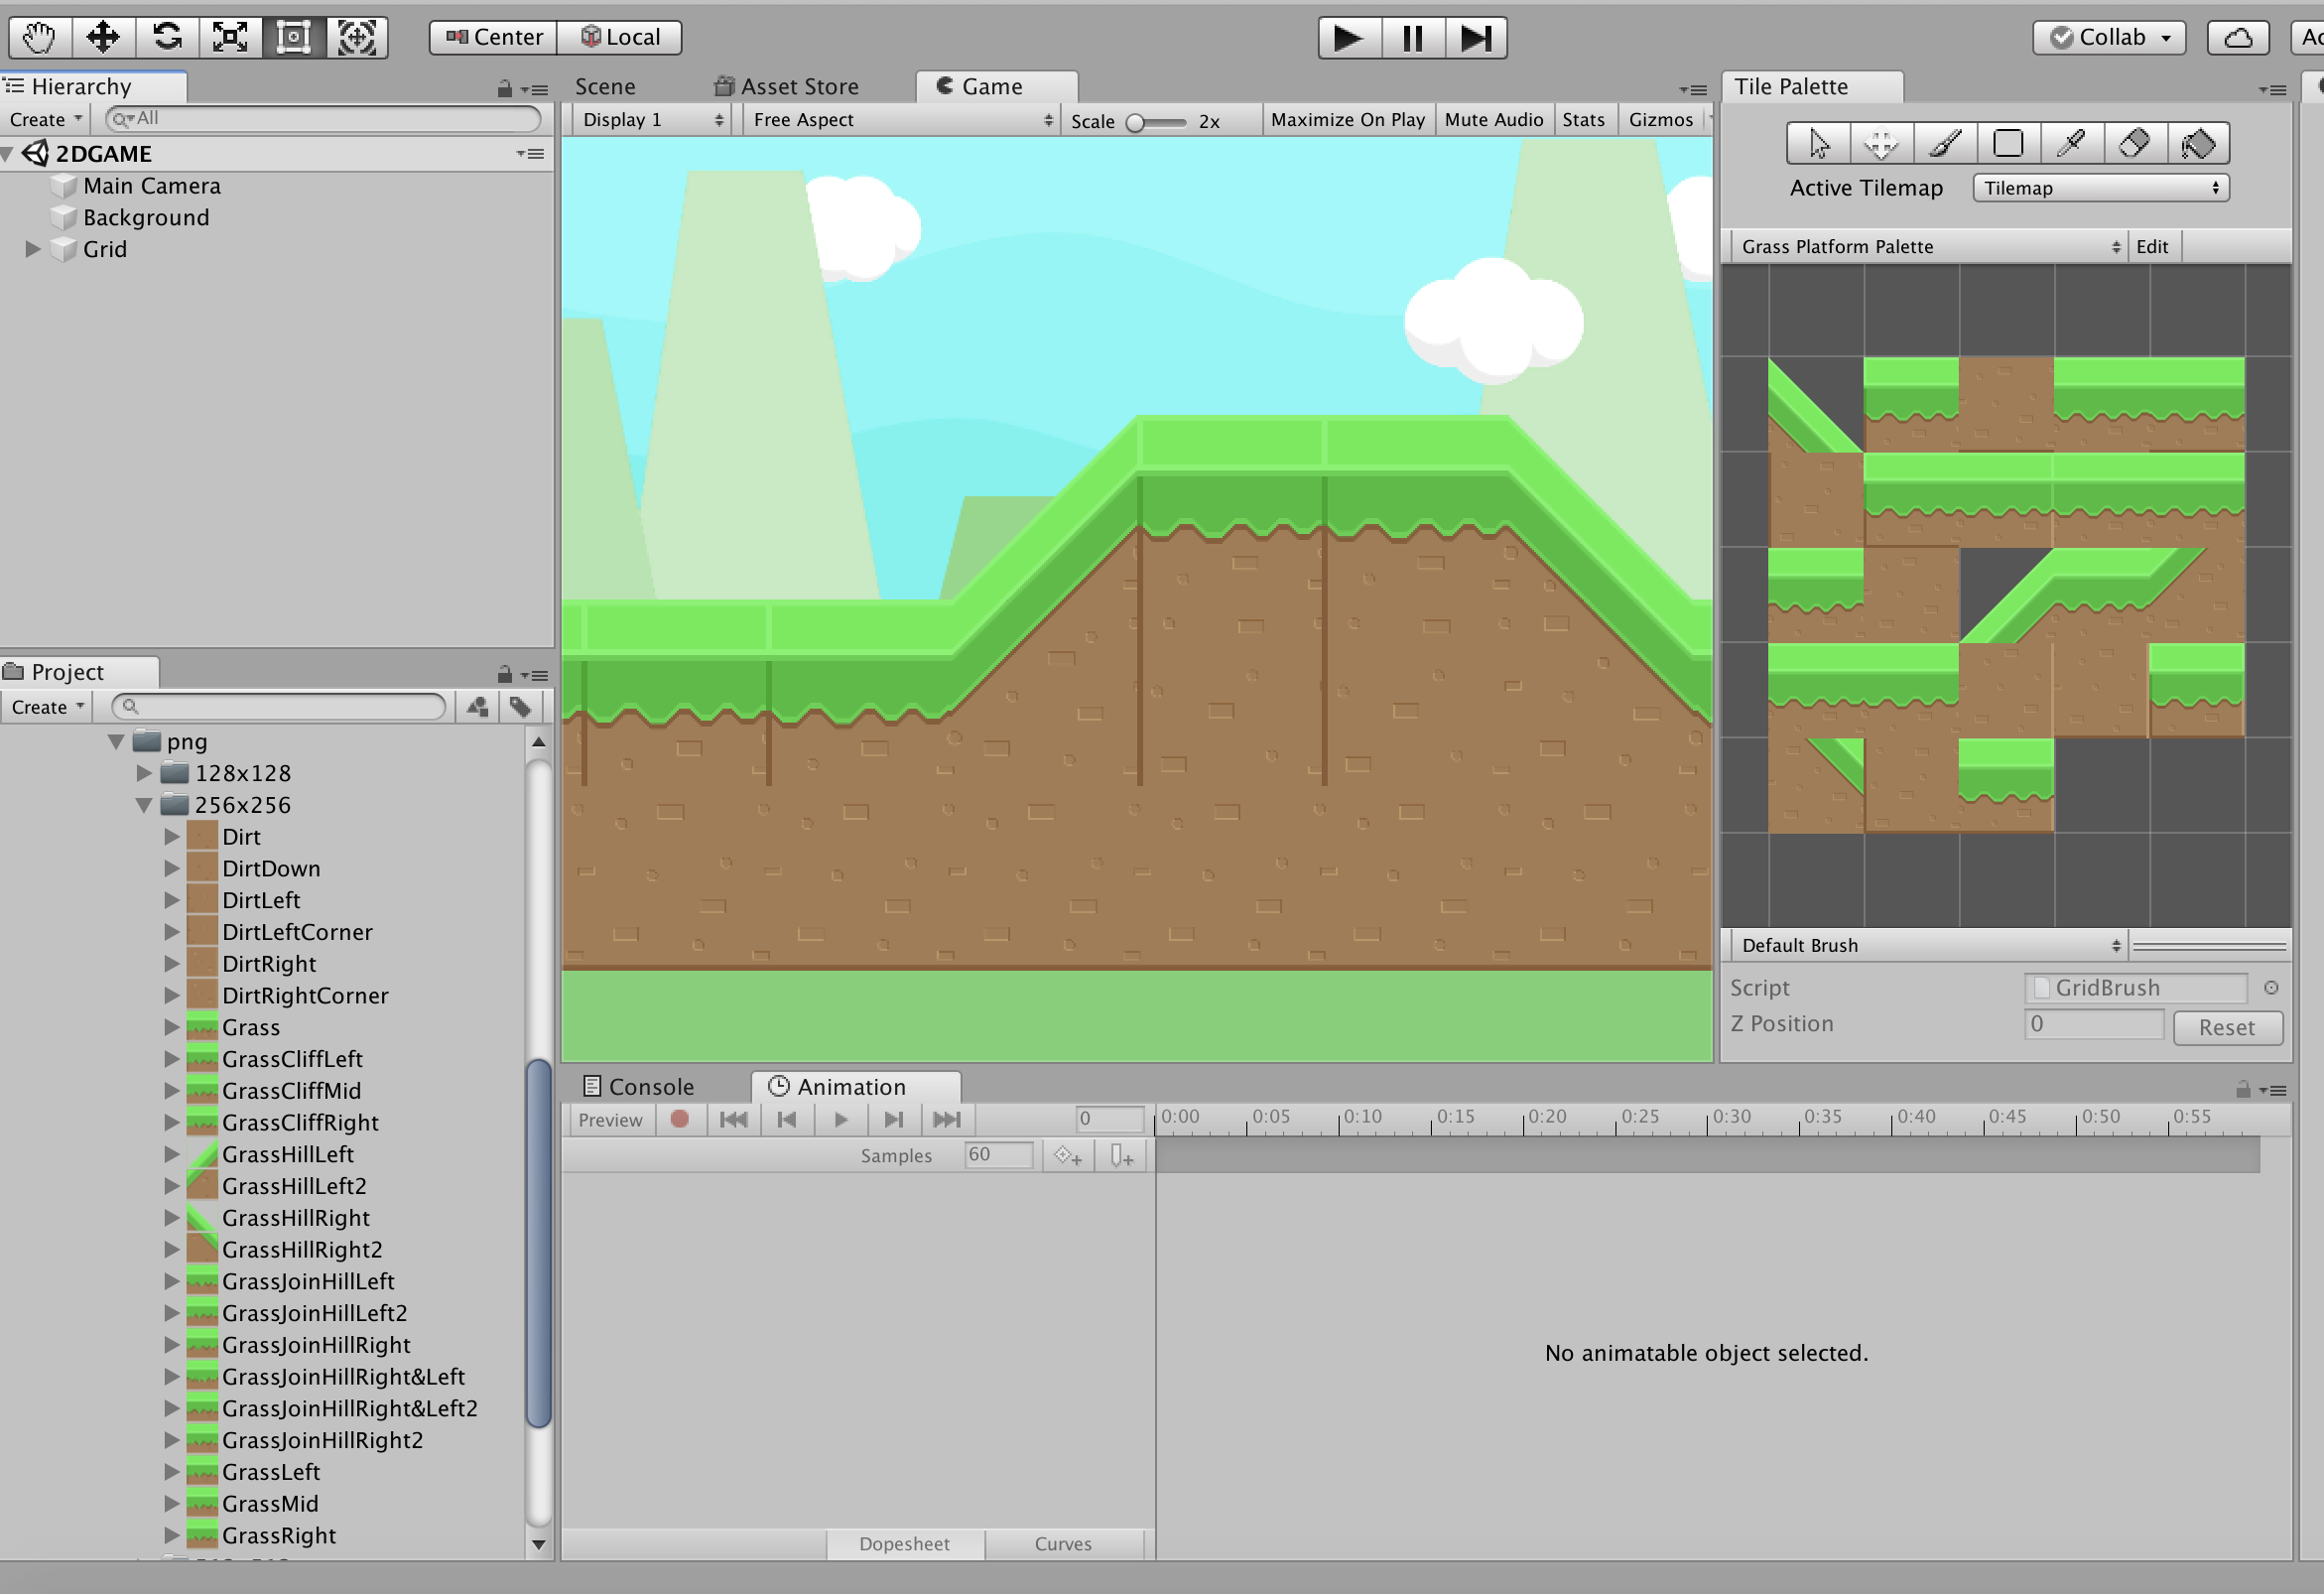 Center Local Collab
Hierarchy
Create All
2DGAME
Main Camera
Background
Grid
Project
Create
png
128x128
256x256
Dirt
DirtDown
DirtLeft
DirtLeftCorner
DirtRight
DirtRightCorner
Grass
GrassCliffLeft
GrassCliffMid
GrassCliffRight
GrassHillLeft
GrassHillLeft2
GrassHillRight
GrassHillRight2
GrassJoinHillLeft
GrassJoinHillLeft2
GrassJoinHillRight
GrassJoinHillRight&Left
GrassJoinHillRight&Left2
GrassJoinHillRight2
GrassLeft
GrassMid
GrassRight
Scene Asset Store Game
Display 1 Free Aspect Scale 2x Maximize On Play Mute Audio Stats Gizmos
Tile Palette
Active Tilemap Tilemap
Grass Platform Palette Edit
Default Brush
Script GridBrush
Z Position 0 Reset
Console Animation
Preview 0 0:00 0:05 0:10 0:15 0:20 0:25 0:30 0:35 0:40 0:45 0:50 0:55
Samples 60
No animatable object selected.
Dopesheet Curves